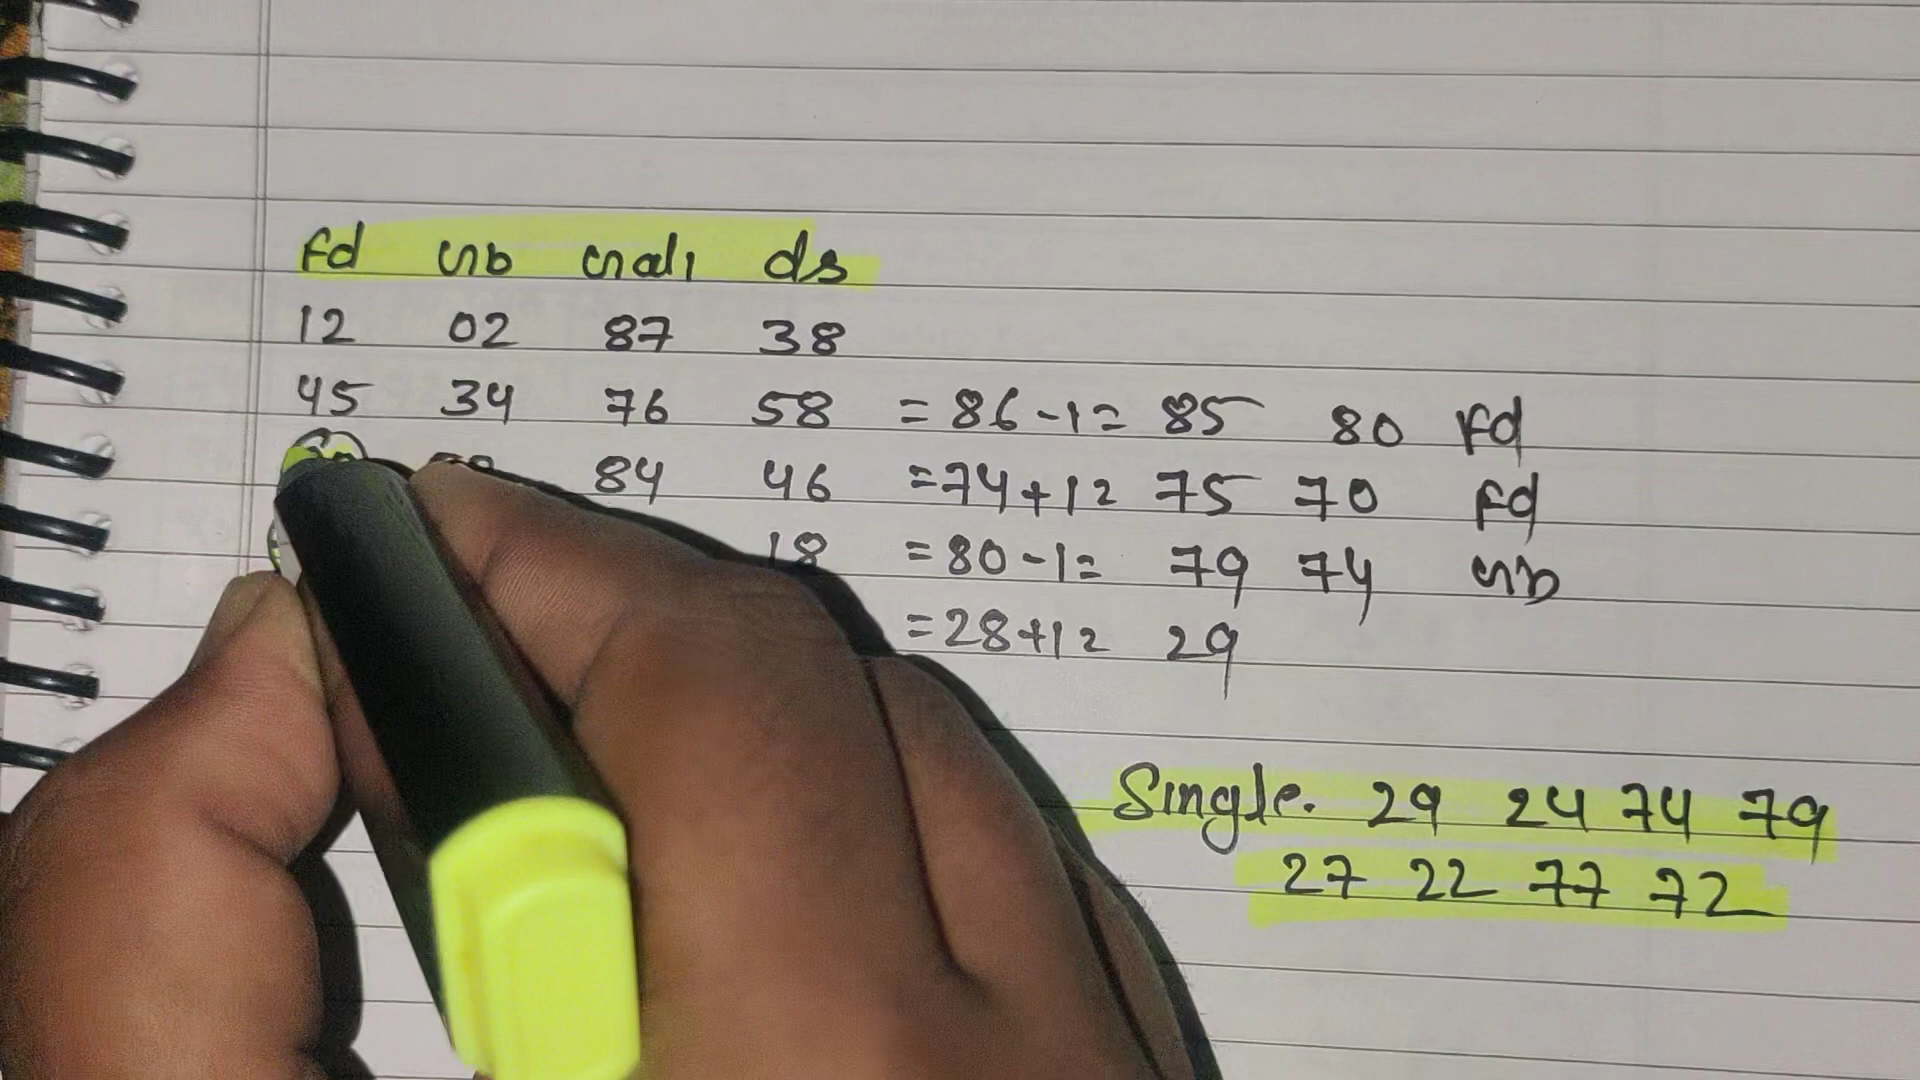 Fd GB Gali ds
12 02 87 38
45 34 76 58 = 86-1= 85 80 Fd
84 46 =74+1= 75 70 Fd
18 =80-1= 79 74 GB
=28+1= 29
Single. 29 24 74 79
27 22 77 72